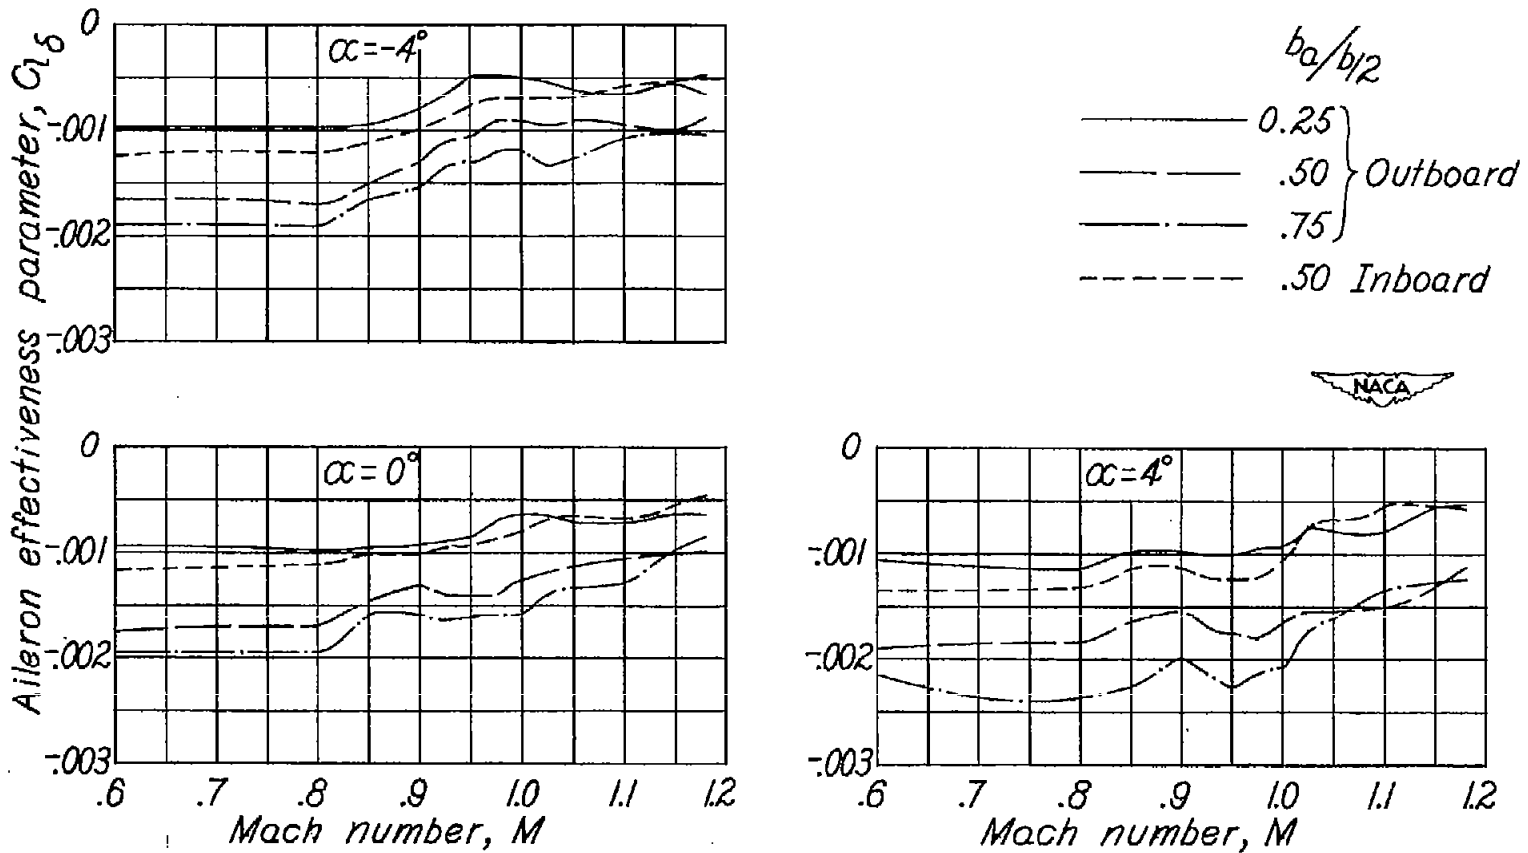 Aileron effectiveness parameter, Clδ
0
-.001
-.002
-.003
α=-4°
ba/b/2
0.25
.50 Outboard
.75
.50 Inboard
NACA
0
-.001
-.002
-.003
α=0°
.6 .7 .8 .9 1.0 1.1 1.2
Mach number, M
0
-.001
-.002
-.003
α=4°
.6 .7 .8 .9 1.0 1.1 1.2
Mach number, M